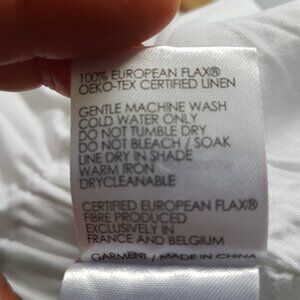 100% EUROPEAN FLAX®
OEKO-TEX CERTIFIED LINEN
GENTLE MACHINE WASH
COLD WATER ONLY
DO NOT TUMBLE DRY
DO NOT BLEACH / SOAK
LINE DRY IN SHADE
WARM IRON
DRYCLEANABLE
CERTIFIED EUROPEAN FLAX®
FIBRE PRODUCED
EXCLUSIVELY IN
FRANCE AND BELGIUM
GARMENT / MADE IN CHINA